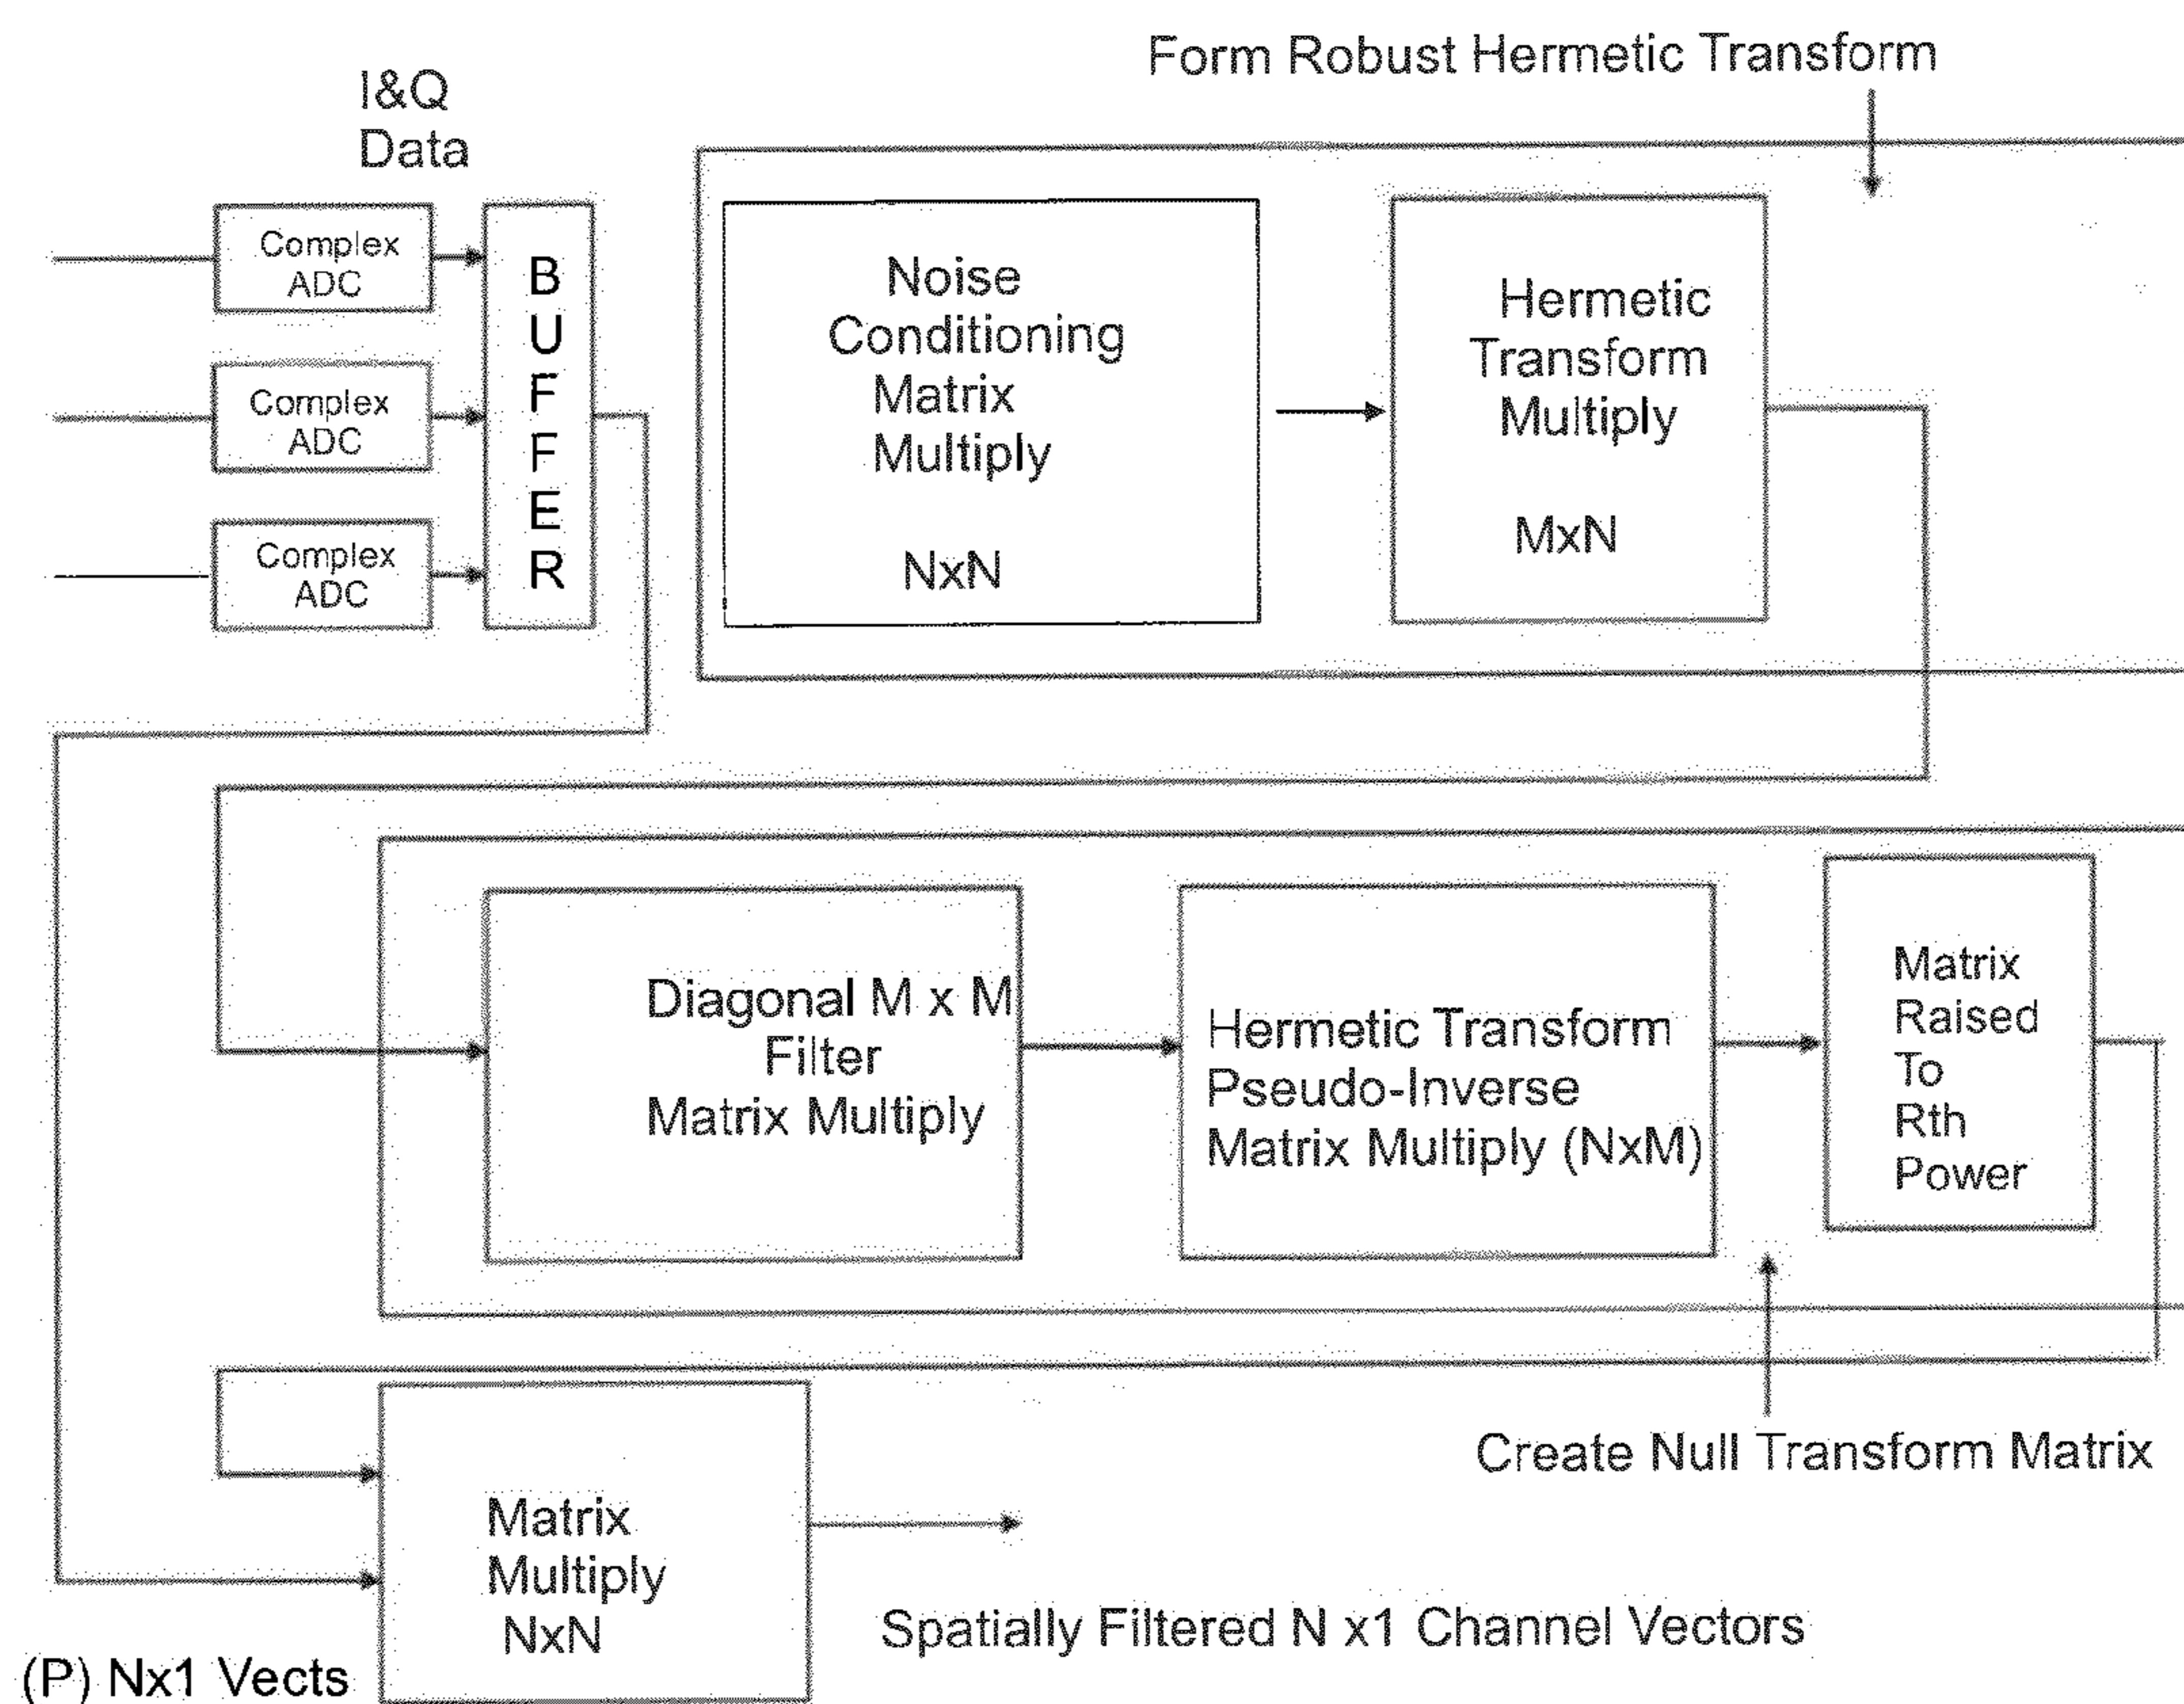 Form Robust Hermetic Transform
I&Q
Data
Complex
ADC
Complex
ADC
Complex
ADC
B
U
F
F
E
R
Noise
Conditioning
Matrix
Multiply
NxN
Hermetic
Transform
Multiply
MxN
Diagonal M x M
Filter
Matrix Multiply
Hermetic Transform
Pseudo-Inverse
Matrix Multiply (NxM)
Matrix
Raised
To
Rth
Power
Create Null Transform Matrix
Matrix
Multiply
NxN
Spatially Filtered N x1 Channel Vectors
(P) Nx1 Vects